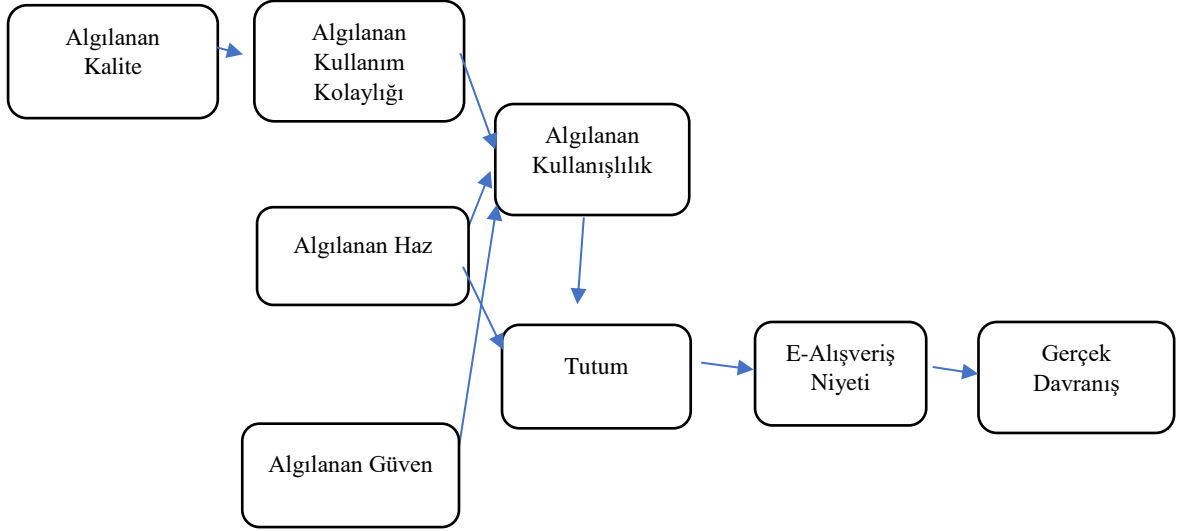 Algılanan
Kalite
Algılanan
Kullanım
Kolaylığı
Algılanan
Kullanışlılık
Algılanan Haz
Tutum
E-Alışveriş
Niyeti
Gerçek
Davranış
Algılanan Güven